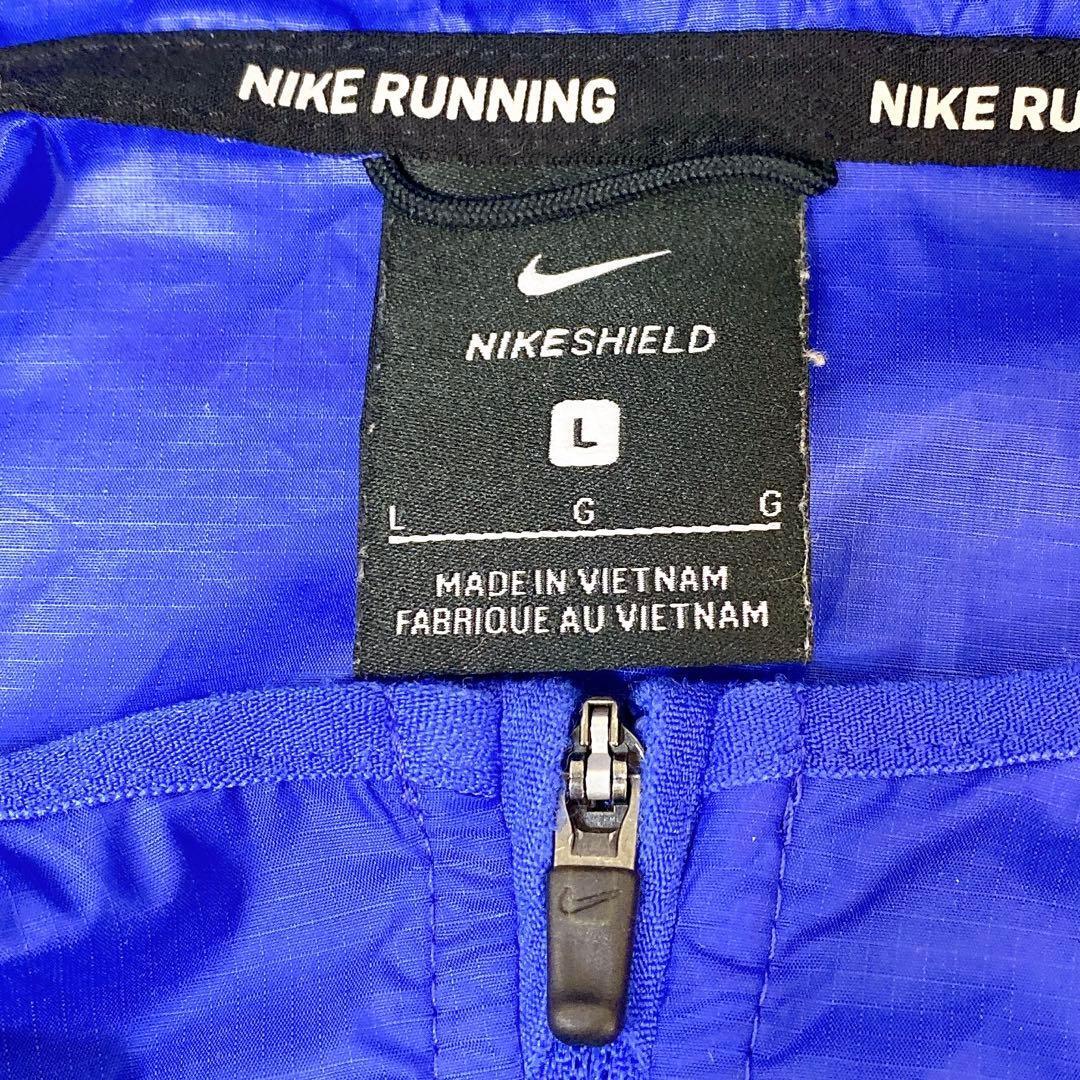 NIKE RUNNING NIKE RU
NIKESHIELD
L
L G G
MADE IN VIETNAM
FABRIQUE AU VIETNAM